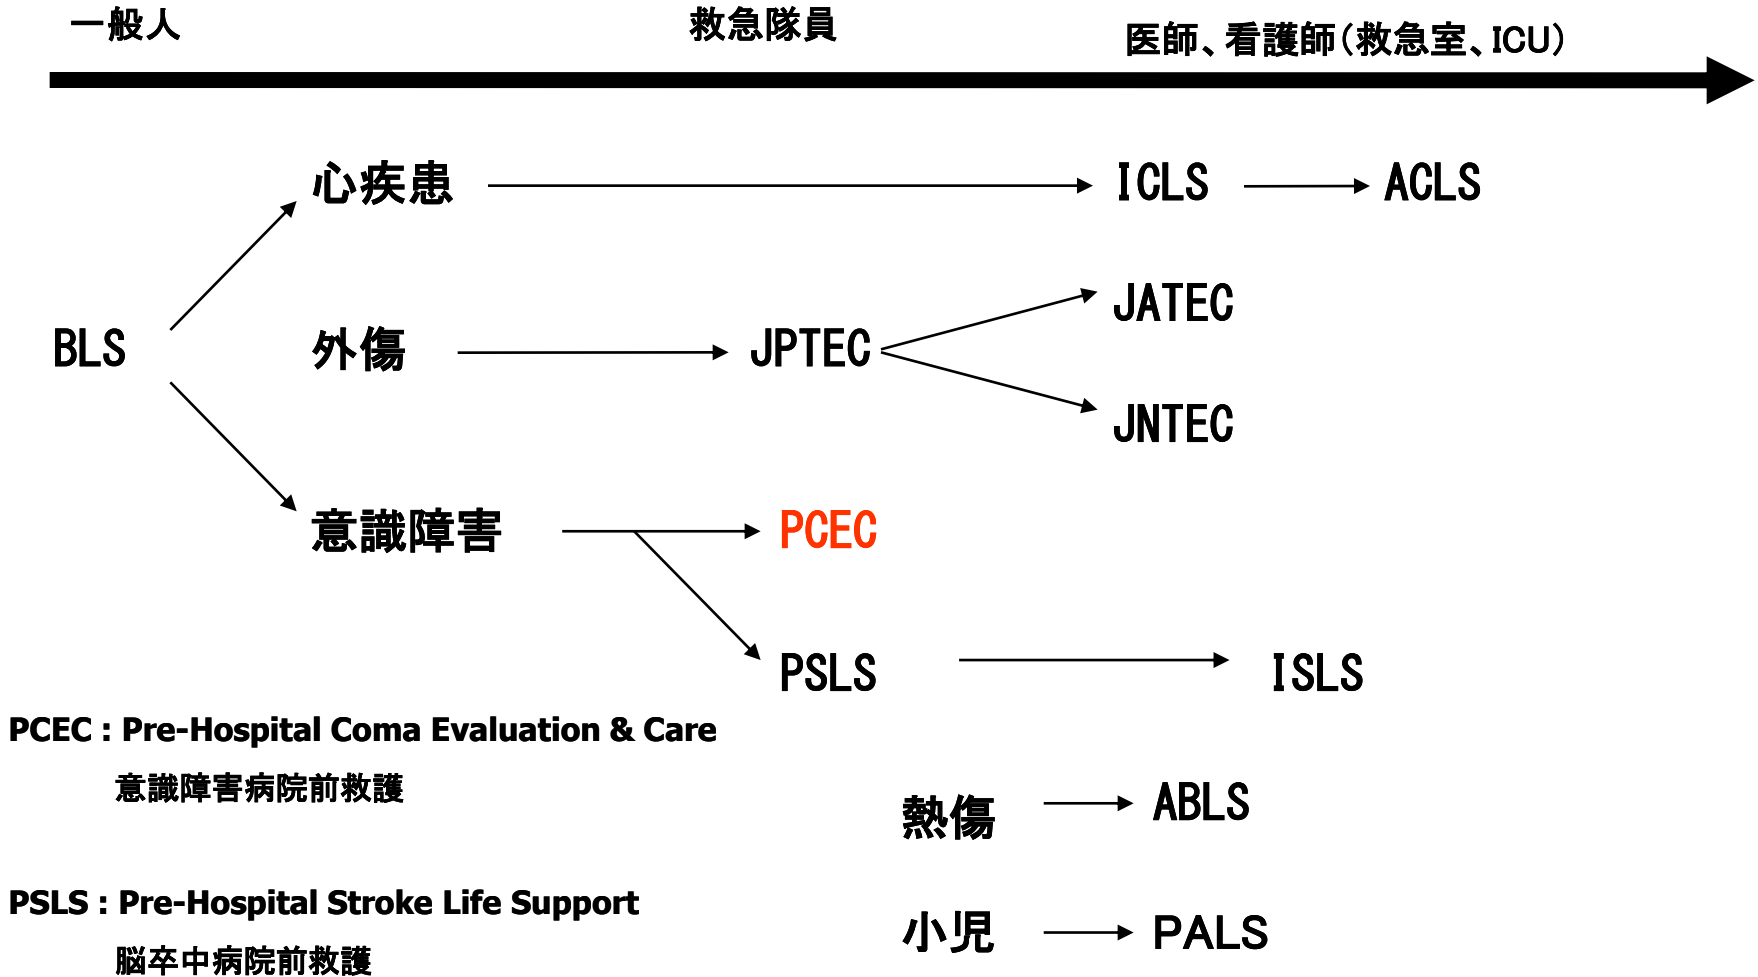 一般人
救急隊員
医師、看護師（救急室、ICU）
心疾患
ICLS
ACLS
JATEC
BLS
外傷
JPTEC
JNTEC
意識障害
PCEC
PSLS
ISLS
PCEC : Pre-Hospital Coma Evaluation & Care
意識障害病院前救護
熱傷
ABLS
PSLS : Pre-Hospital Stroke Life Support
脳卒中病院前救護
小児
PALS